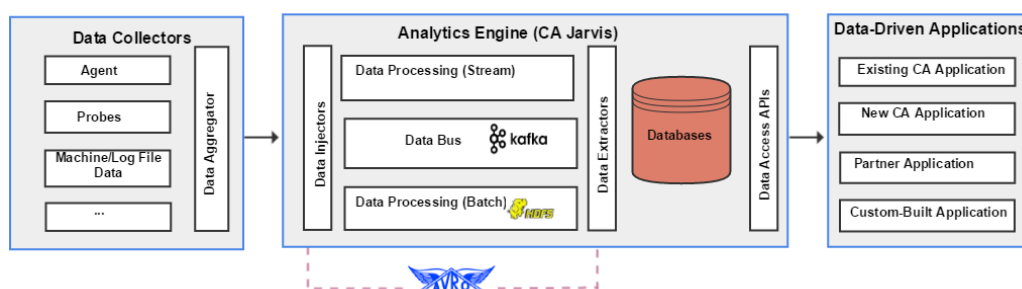 Data Collectors
Agent
Probes
Machine/Log File
Data
...
Data Aggregator
Analytics Engine (CA Jarvis)
Data Injectors
Data Processing (Stream)
Data Bus
kafka
Data Processing (Batch)
HDFS
Data Extractors
Databases
Data Access APIs
AVRO
Data-Driven Applications
Existing CA Application
New CA Application
Partner Application
Custom-Built Application